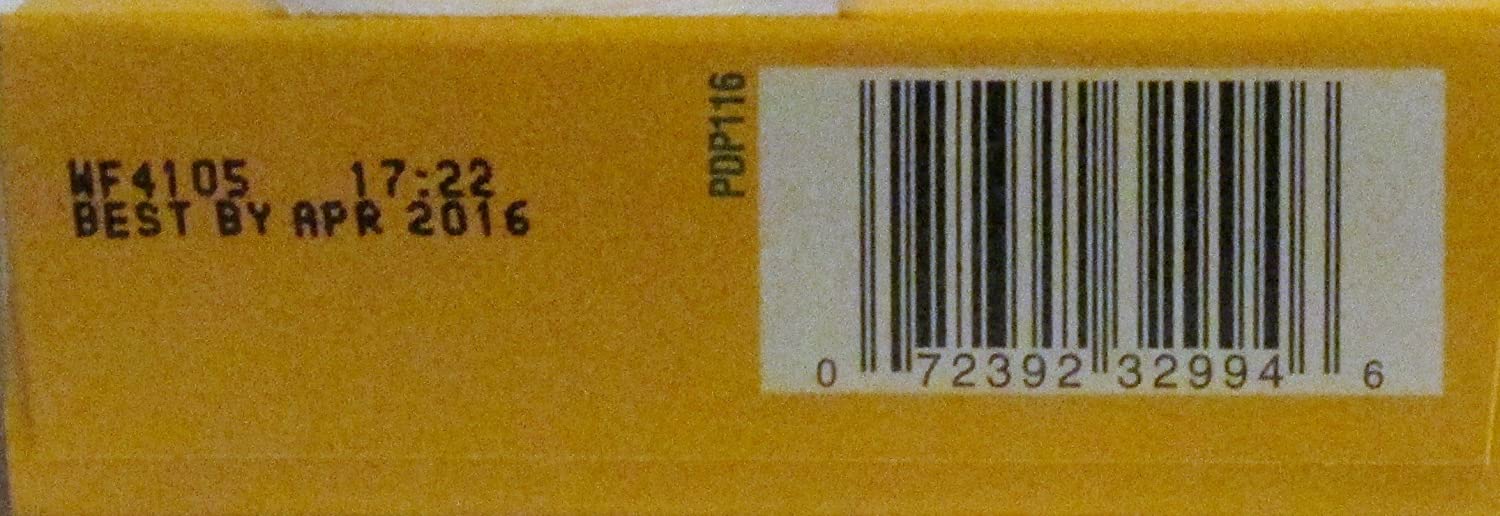 WF4105 17:22
BEST BY APR 2016
PDP116
0 72392 32994 6